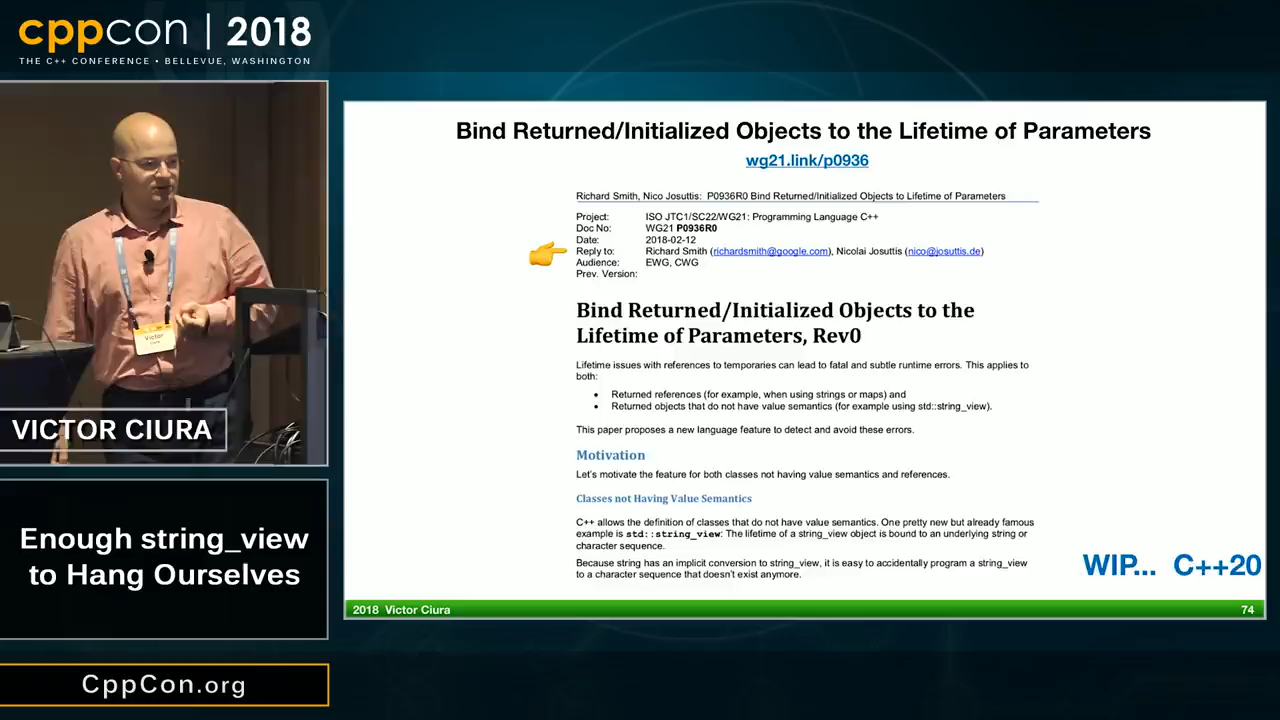 cppcon | 2018
THE C++ CONFERENCE • BELLEVUE, WASHINGTON
Victor
VICTOR CIURA
Enough string_view
to Hang Ourselves
CppCon.org
Bind Returned/Initialized Objects to the Lifetime of Parameters
wg21.link/p0936
Richard Smith, Nico Josuttis: P0936R0 Bind Returned/Initialized Objects to Lifetime of Parameters
Project: ISO JTC1/SC22/WG21: Programming Language C++
Doc No: WG21 P0936R0
Date: 2018-02-12
Reply to: Richard Smith (richardsmith@google.com), Nicolai Josuttis (nico@josuttis.de)
Audience: EWG, CWG
Prev. Version:
Bind Returned/Initialized Objects to the
Lifetime of Parameters, Rev0
Lifetime issues with references to temporaries can lead to fatal and subtle runtime errors. This applies to
both:
• Returned references (for example, when using strings or maps) and
• Returned objects that do not have value semantics (for example using std::string_view).
This paper proposes a new language feature to detect and avoid these errors.
Motivation
Let's motivate the feature for both classes not having value semantics and references.
Classes not Having Value Semantics
C++ allows the definition of classes that do not have value semantics. One pretty new but already famous
example is std::string_view: The lifetime of a string_view object is bound to an underlying string or
character sequence.
Because string has an implicit conversion to string_view, it is easy to accidentally program a string_view
to a character sequence that doesn't exist anymore.
WIP... C++20
2018 Victor Ciura
74